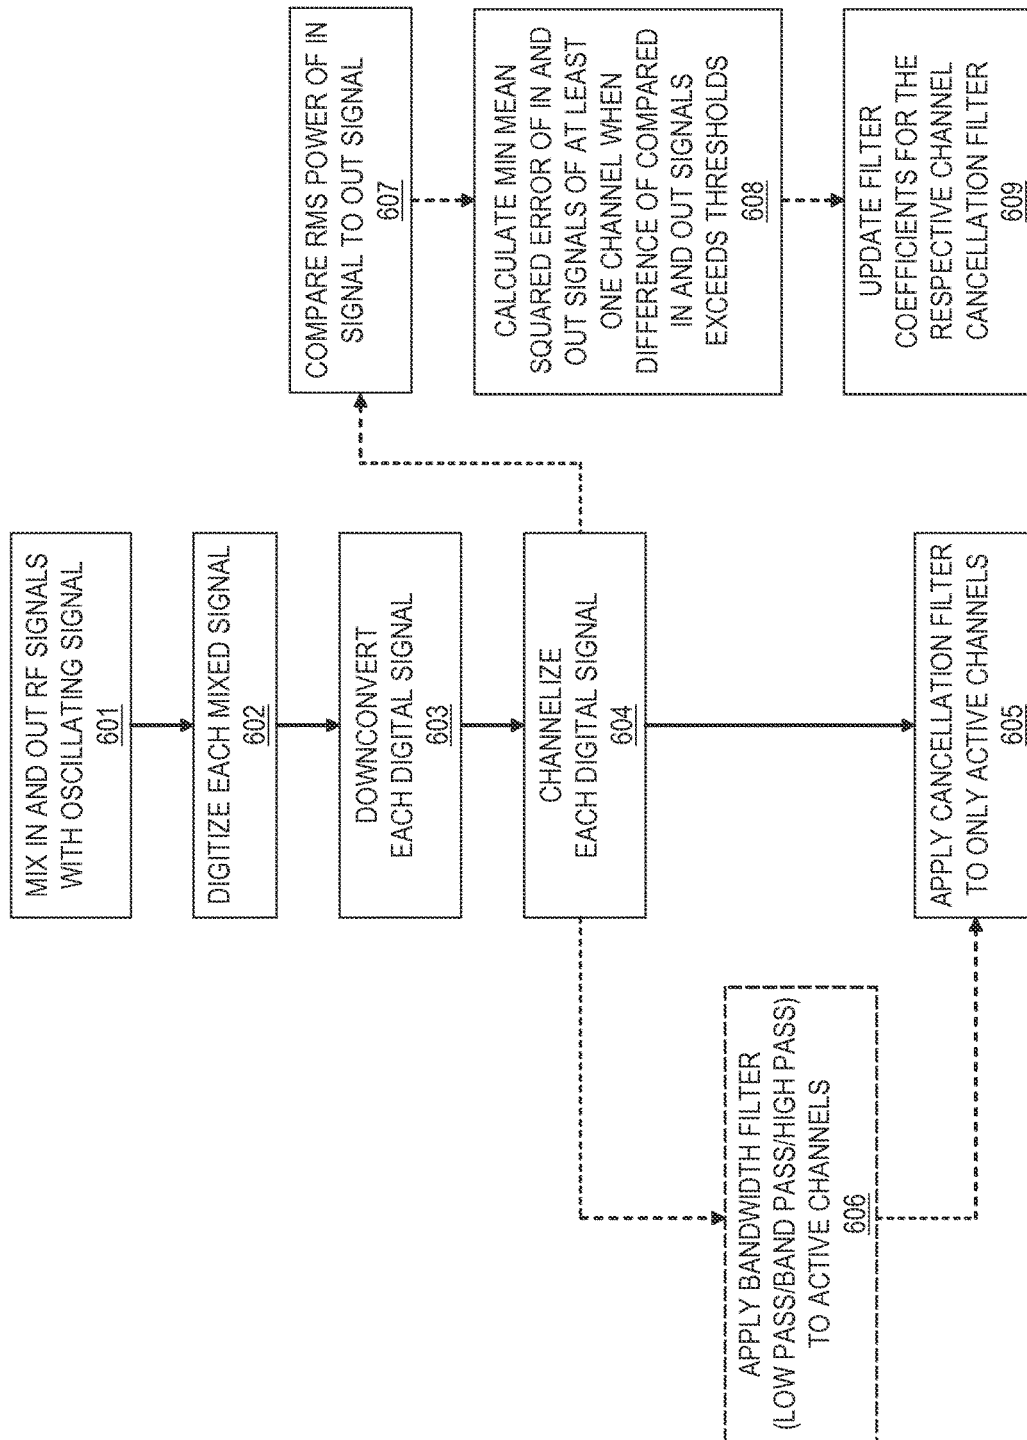 MIX IN AND OUT RF SIGNALS
WITH OSCILLATING SIGNAL
601
DIGITIZE EACH MIXED SIGNAL
602
DOWNCONVERT
EACH DIGITAL SIGNAL
603
CHANNELIZE
EACH DIGITAL SIGNAL
604
APPLY CANCELLATION FILTER
TO ONLY ACTIVE CHANNELS
605
APPLY BANDWIDTH FILTER
(LOW PASS/BAND PASS/HIGH PASS)
TO ACTIVE CHANNELS
606
COMPARE RMS POWER OF IN
SIGNAL TO OUT SIGNAL
607
CALCULATE MIN MEAN
SQUARED ERROR OF IN AND
OUT SIGNALS OF AT LEAST
ONE CHANNEL WHEN
DIFFERENCE OF COMPARED
IN AND OUT SIGNALS
EXCEEDS THRESHOLDS
608
UPDATE FILTER
COEFFICIENTS FOR THE
RESPECTIVE CHANNEL
CANCELLATION FILTER
609